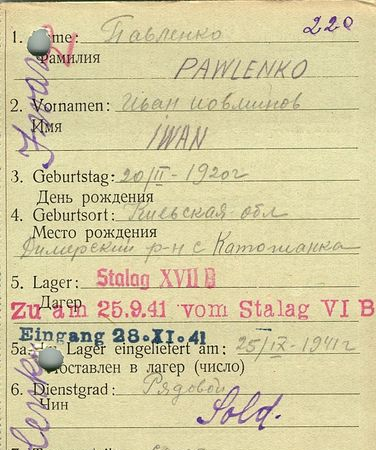 220
1. Name: Павленко
Фамилия
PAWLENKO
2. Vornamen: Иван
Имя
IWAN
3. Geburtstag: 20/II-1920г
День рождения
4. Geburtsort: Киевская обл
Место рождения
Димерский р-н с Катюжанка
5. Lager: Stalag XVII B
Лагер
Zu am 25.9.41 vom Stalag VI B
Eingang 28.XI.41
5a Lager eingeliefert am: 25/IX-1941г
Доставлен в лагер (число)
6. Dienstgrad: Рядовой
Чин
Sold.